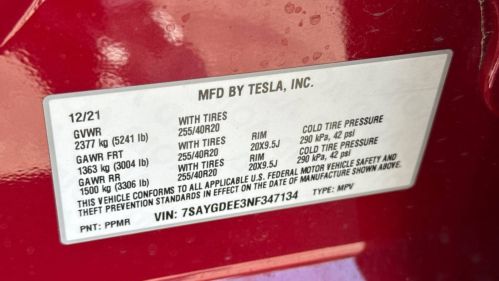 MFD BY TESLA, INC.
12/21
GVWR WITH TIRES
2377 kg (5241 lb) 255/40R20 RIM COLD TIRE PRESSURE
GAWR FRT WITH TIRES 20X9.5J 290 kPa, 42 psi
1363 kg (3004 lb) 255/40R20 RIM COLD TIRE PRESSURE
GAWR RR WITH TIRES 20X9.5J 290 kPa, 42 psi
1500 kg (3306 lb) 255/40R20
THIS VEHICLE CONFORMS TO ALL APPLICABLE U.S. FEDERAL MOTOR VEHICLE SAFETY AND
THEFT PREVENTION STANDARDS IN EFFECT ON THE DATE OF MANUFACTURE SHOWN ABOVE.
PNT: PPMR VIN: 7SAYGDEE3NF347134 TYPE: MPV